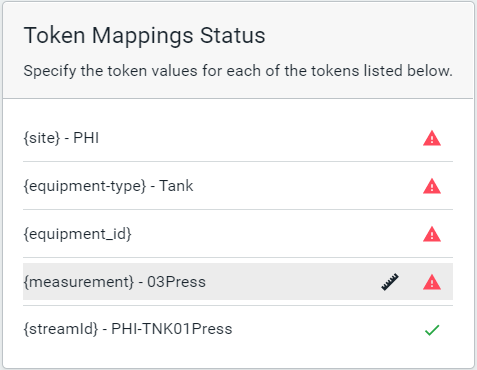 Token Mappings Status
Specify the token values for each of the tokens listed below.
{site} - PHI
{equipment-type} - Tank
{equipment_id}
{measurement} - 03Press
{streamId} - PHI-TNK01Press